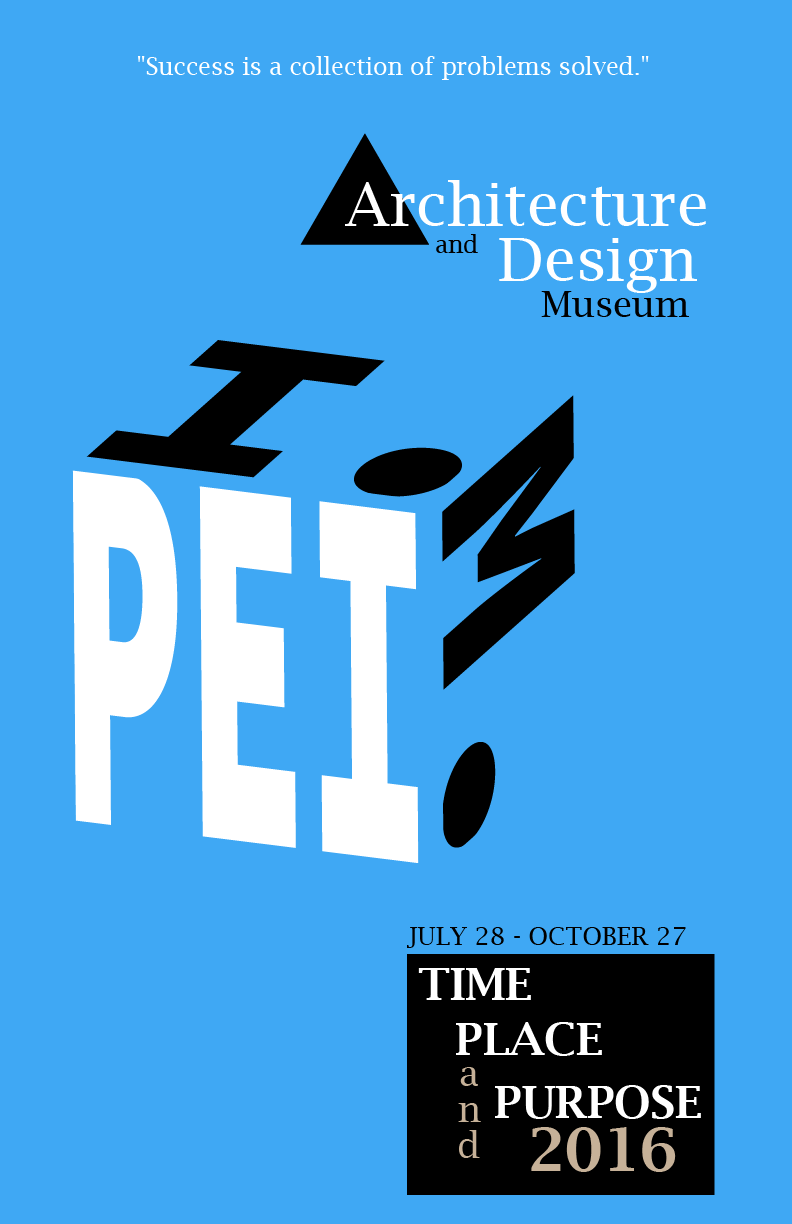 "Success is a collection of problems solved."
Architecture
and Design
Museum
I.
M.
PEI
JULY 28 - OCTOBER 27
TIME
PLACE
and
PURPOSE
2016